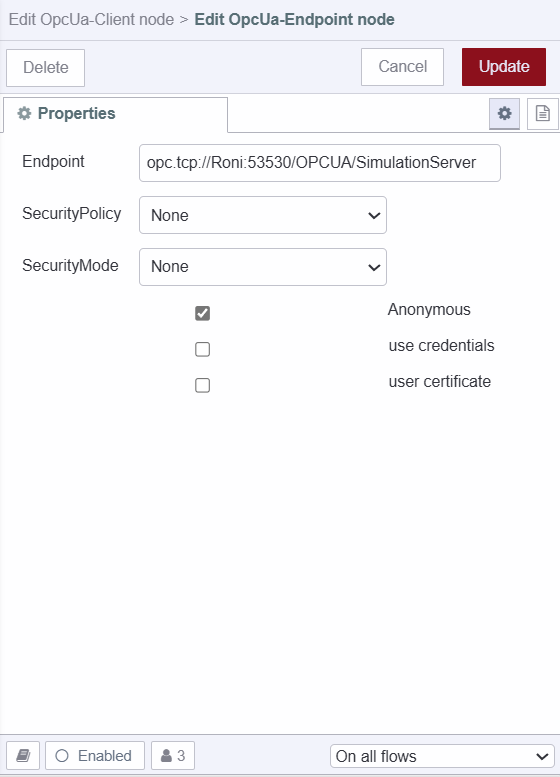 Edit OpcUa-Client node > Edit OpcUa-Endpoint node
Delete Cancel Update
Properties
Endpoint opc.tcp://Roni:53530/OPCUA/SimulationServer
SecurityPolicy None
SecurityMode None
Anonymous
use credentials
user certificate
Enabled 3 On all flows